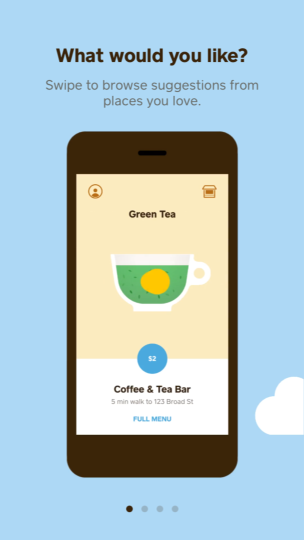 What would you like?
Swipe to browse suggestions from
places you love.
Green Tea
$2
Coffee & Tea Bar
5 min walk to 123 Broad St
FULL MENU